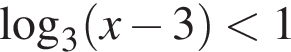 log₃(x − 3) < 1